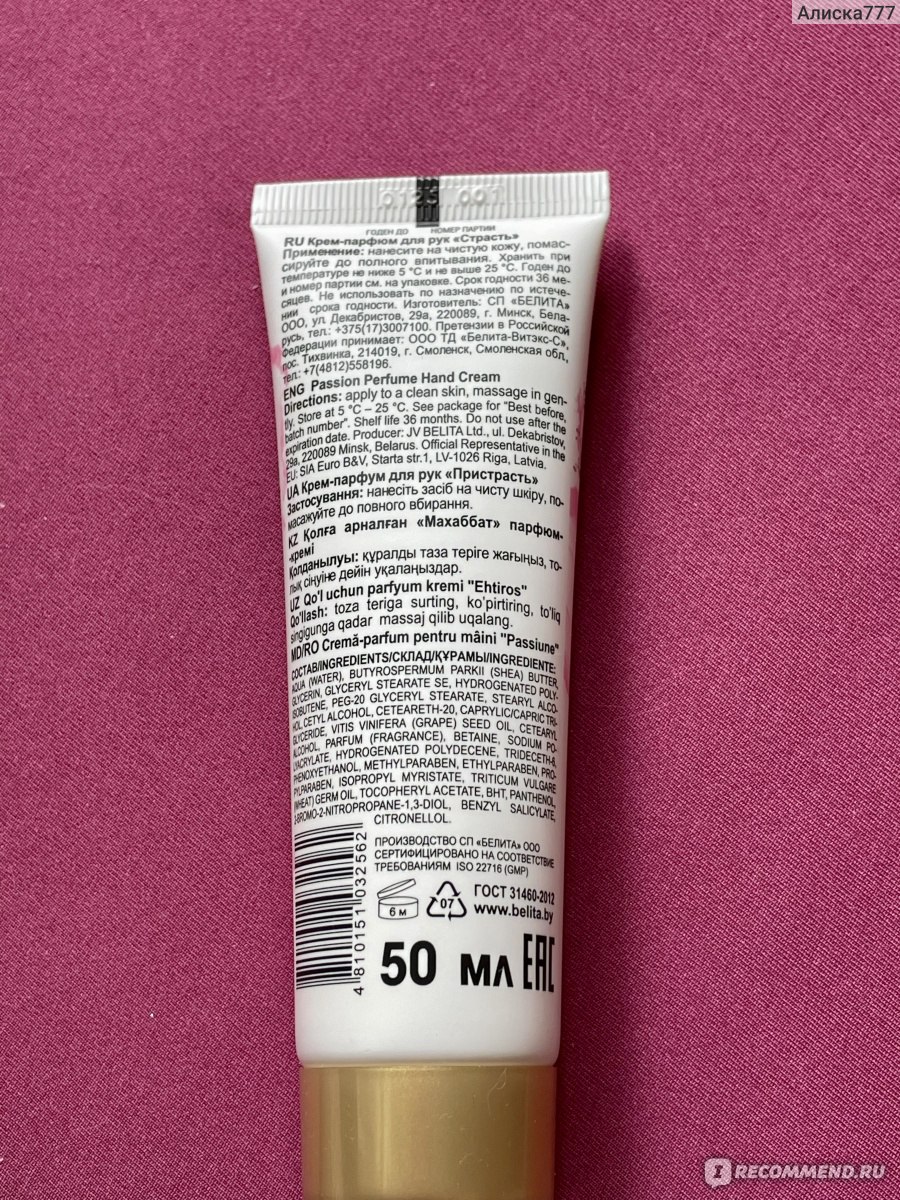 Алиска777
0125 001
ГОДЕН ДО НОМЕР ПАРТИИ
RU Крем-парфюм для рук «Страсть»
Применение: нанесите на чистую кожу, помас-
сируйте до полного впитывания. Хранить при
температуре не ниже 5 °С и не выше 25 °С. Годен до
и номер партии см. на упаковке. Срок годности 36 ме-
сяцев. Не использовать по назначению по истече-
нии срока годности. Изготовитель: СП «БЕЛИТА»
ООО, ул. Декабристов, 29а, 220089, г. Минск, Бела-
русь, тел.: +375(17)3007100. Претензии в Российской
Федерации принимает: ООО ТД «Белита-Витэкс-С»,
пос. Тихвинка, 214019, г. Смоленск, Смоленская обл.,
тел.: +7(4812)558196.
ENG Passion Perfume Hand Cream
Directions: apply to a clean skin, massage in gen-
tly. Store at 5 °C – 25 °C. See package for "Best before,
batch number". Shelf life 36 months. Do not use after the
expiration date. Producer: JV BELITA Ltd., ul. Dekabristov,
29a, 220089 Minsk, Belarus. Official Representative in the
EU: SIA Euro B&V, Starta str.1, LV-1026 Riga, Latvia.
UA Крем-парфум для рук «Пристрасть»
Застосування: нанесіть засіб на чисту шкіру, по-
масажуйте до повного вбирання.
KZ Қолға арналған «Махаббат» парфюм-
-кремі
Қолданылуы: құралды таза теріге жағыңыз, то-
лық сіңуіне дейін уқалаңыздар.
UZ Qo'l uchun parfyum kremi "Ehtiros"
Qo'llash: toza teriga surting, ko'pirtiring, to'liq
singigunga qadar massaj qilib uqalang.
MD/RO Cremă-parfum pentru mâini "Passiune"
СОСТАВ/INGREDIENTS/СКЛАД/ҚҰРАМЫ/INGREDIENTE:
AQUA (WATER), BUTYROSPERMUM PARKII (SHEA) BUTTER,
GLYCERIN, GLYCERYL STEARATE SE, HYDROGENATED POLY-
ISOBUTENE, PEG-20 GLYCERYL STEARATE, STEARYL ALCO-
HOL, CETYL ALCOHOL, CETEARETH-20, CAPRYLIC/CAPRIC TRI-
GLYCERIDE, VITIS VINIFERA (GRAPE) SEED OIL, CETEARYL
ALCOHOL, PARFUM (FRAGRANCE), BETAINE, SODIUM PO-
LYACRYLATE, HYDROGENATED POLYDECENE, TRIDECETH-6,
PHENOXYETHANOL, METHYLPARABEN, ETHYLPARABEN, PRO-
PYLPARABEN, ISOPROPYL MYRISTATE, TRITICUM VULGARE
(WHEAT) GERM OIL, TOCOPHERYL ACETATE, BHT, PANTHENOL,
2-BROMO-2-NITROPROPANE-1,3-DIOL, BENZYL SALICYLATE,
CITRONELLOL.
4 810151 032562
ПРОИЗВОДСТВО СП «БЕЛИТА» ООО
СЕРТИФИЦИРОВАНО НА СООТВЕТСТВИЕ
ТРЕБОВАНИЯМ ISO 22716 (GMP)
6 м
07
ГОСТ 31460-2012
www.belita.by
50 мл ЕАС
IRECOMMEND.RU